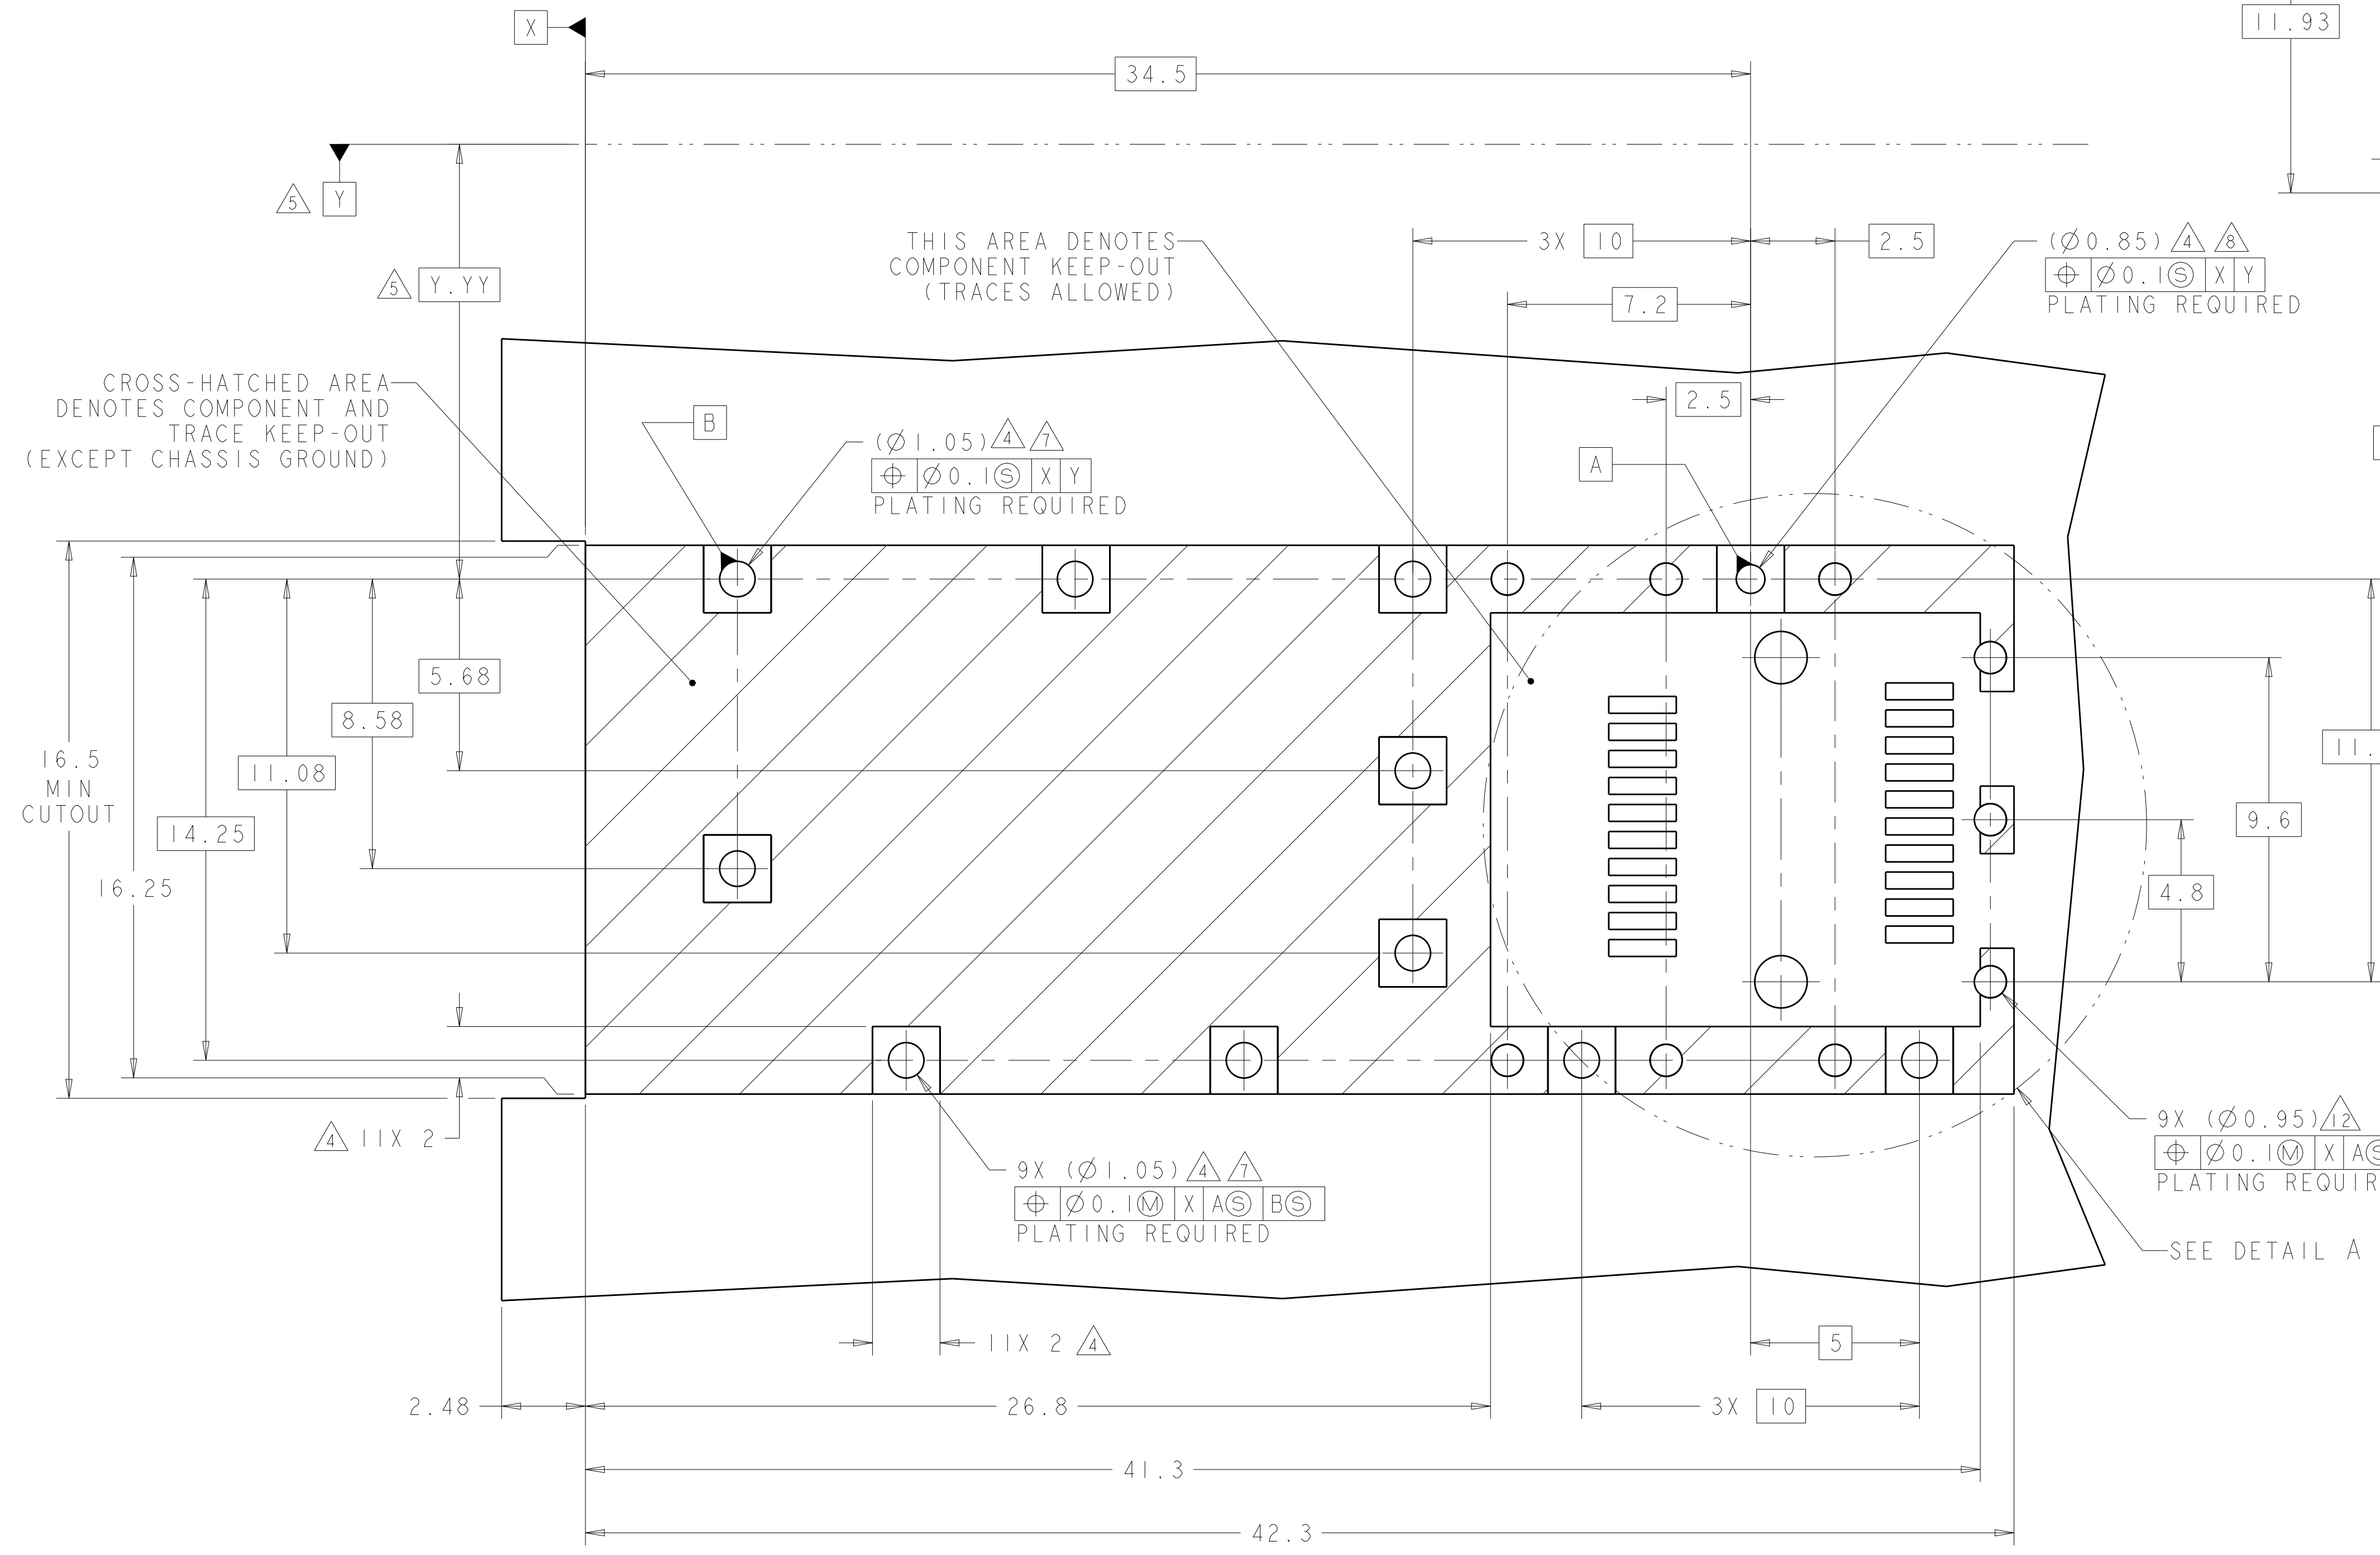 X
11.93
34.5
5
Y
THIS AREA DENOTES
COMPONENT KEEP-OUT
(TRACES ALLOWED)
3X 10
2.5
(Ø0.85) 4 8
⌖ Ø0.1Ⓢ X Y
PLATING REQUIRED
5 Y.YY
7.2
CROSS-HATCHED AREA
DENOTES COMPONENT AND
TRACE KEEP-OUT
(EXCEPT CHASSIS GROUND)
B
2.5
(Ø1.05) 4 7
⌖ Ø0.1Ⓢ X Y
PLATING REQUIRED
A
5.68
8.58
16.5
MIN
CUTOUT
11.08
11.
14.25
9.6
16.25
4.8
4 11X 2
9X (Ø0.95) 12
⌖ Ø0.1Ⓜ X AⓈ
PLATING REQUIR
9X (Ø1.05) 4 7
⌖ Ø0.1Ⓜ X AⓈ BⓈ
PLATING REQUIRED
SEE DETAIL A
11X 2 4
5
2.48
26.8
3X 10
41.3
42.3